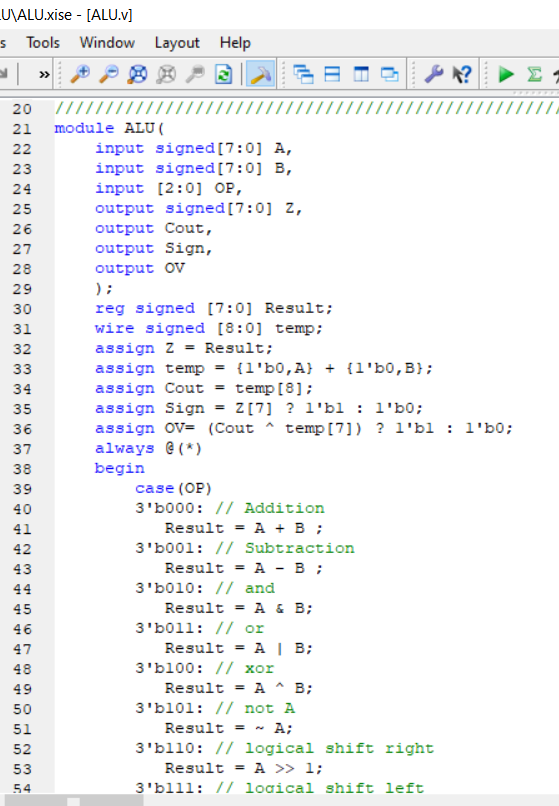 LU\ALU.xise - [ALU.v]
s Tools Window Layout Help
»
20 ////////////////////////////////////////////////////
21 module ALU(
22 input signed[7:0] A,
23 input signed[7:0] B,
24 input [2:0] OP,
25 output signed[7:0] Z,
26 output Cout,
27 output Sign,
28 output OV
29 );
30 reg signed [7:0] Result;
31 wire signed [8:0] temp;
32 assign Z = Result;
33 assign temp = {1'b0,A} + {1'b0,B};
34 assign Cout = temp[8];
35 assign Sign = Z[7] ? 1'b1 : 1'b0;
36 assign OV= (Cout ^ temp[7]) ? 1'b1 : 1'b0;
37 always @(*)
38 begin
39 case(OP)
40 3'b000: // Addition
41 Result = A + B ;
42 3'b001: // Subtraction
43 Result = A - B ;
44 3'b010: // and
45 Result = A & B;
46 3'b011: // or
47 Result = A | B;
48 3'b100: // xor
49 Result = A ^ B;
50 3'b101: // not A
51 Result = ~ A;
52 3'b110: // logical shift right
53 Result = A >> 1;
54 3'b111: // logical shift left